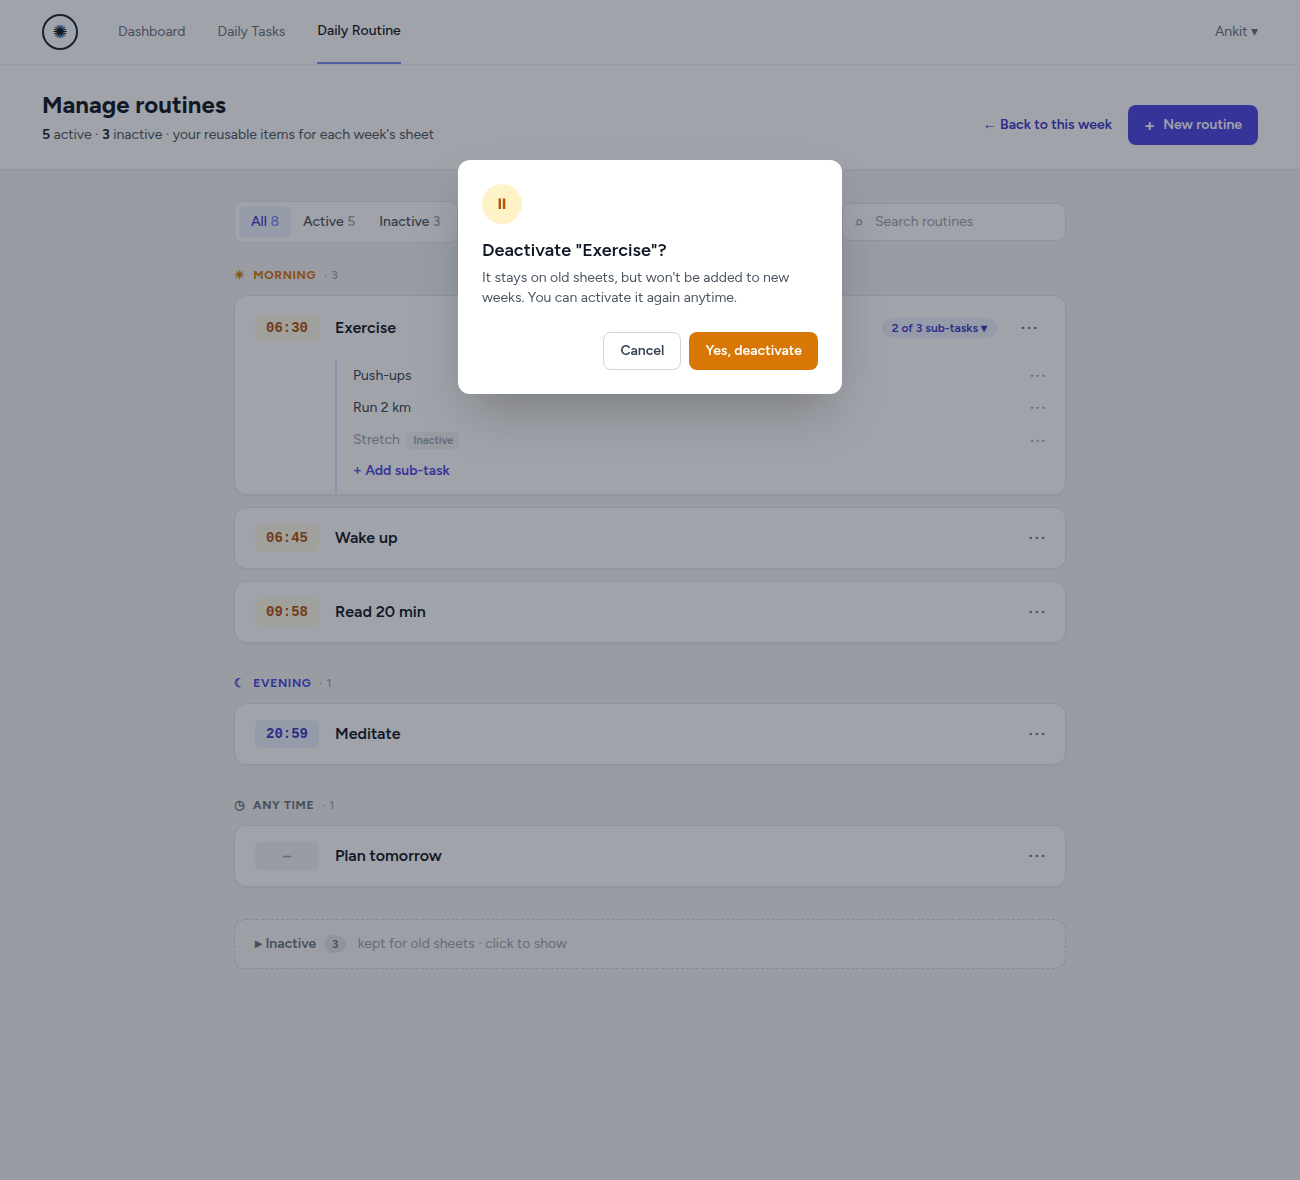 Dashboard
Daily Tasks
Daily Routine
Ankit ▾
Manage routines
5 active · 3 inactive · your reusable items for each week's sheet
← Back to this week
+ New routine
All 8
Active 5
Inactive 3
Search routines
Deactivate "Exercise"?
It stays on old sheets, but won't be added to new
weeks. You can activate it again anytime.
Cancel
Yes, deactivate
MORNING · 3
06:30 Exercise
2 of 3 sub-tasks ▾
Push-ups
Run 2 km
Stretch Inactive
+ Add sub-task
06:45 Wake up
09:58 Read 20 min
EVENING · 1
20:59 Meditate
ANY TIME · 1
– Plan tomorrow
▸ Inactive 3 kept for old sheets · click to show